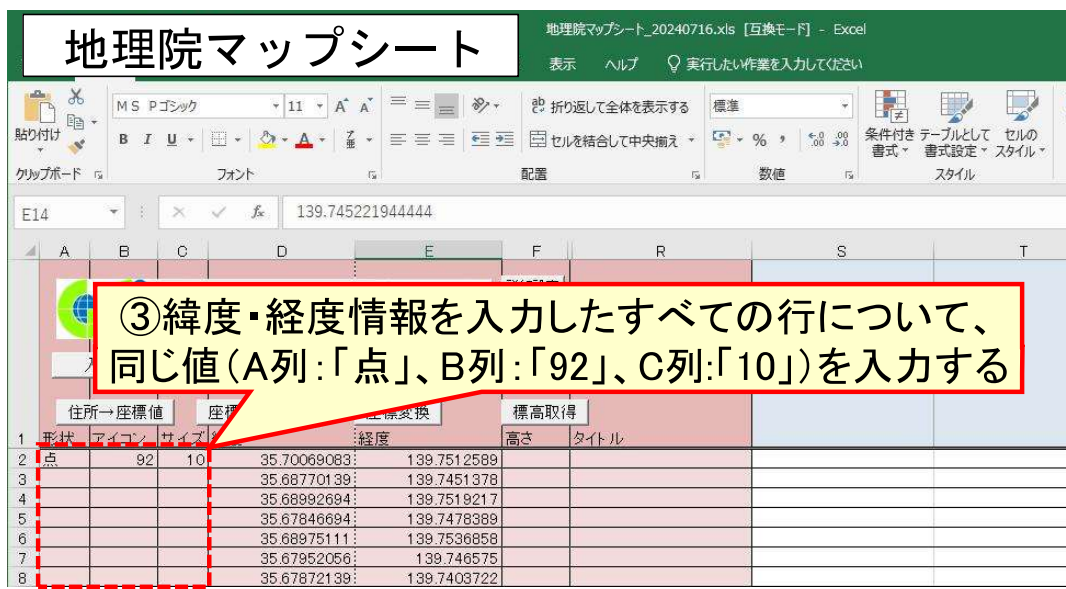 地理院マップシート
地理院マップシート_20240716.xls [互換モード] - Excel
表示 ヘルプ 実行したい作業を入力してください
貼り付け
MS Pゴシック 11 A A
B I U A
折り返して全体を表示する
セルを結合して中央揃え
標準
% ,
条件付き書式
テーブルとして書式設定
セルのスタイル
クリップボード フォント 配置 数値 スタイル
E14 fx 139.745221944444
A B C D E F R S T
③緯度・経度情報を入力したすべての行について、
同じ値(A列:「点」、B列:「92」、C列:「10」)を入力する
住所→座標値 標高取得
1 形状 アイコン サイズ 経度 高さ タイトル
2 点 92 10 35.70069083 139.7512589
3 35.68770139 139.7451378
4 35.68992694 139.7519217
5 35.67846694 139.7478389
6 35.68975111 139.7536858
7 35.67952056 139.746575
8 35.67872139 139.7403722